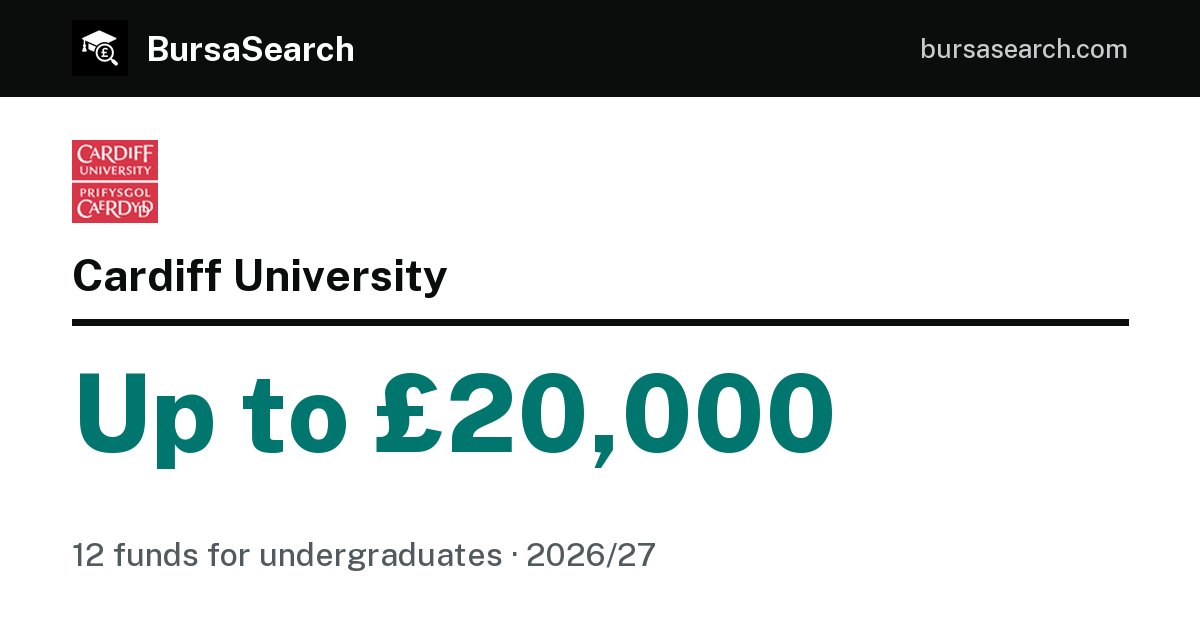 £
BursaSearch
bursasearch.com
CARDIFF
UNIVERSITY
PRIFYSGOL
CAERDYDD
Cardiff University
Up to £20,000
12 funds for undergraduates · 2026/27